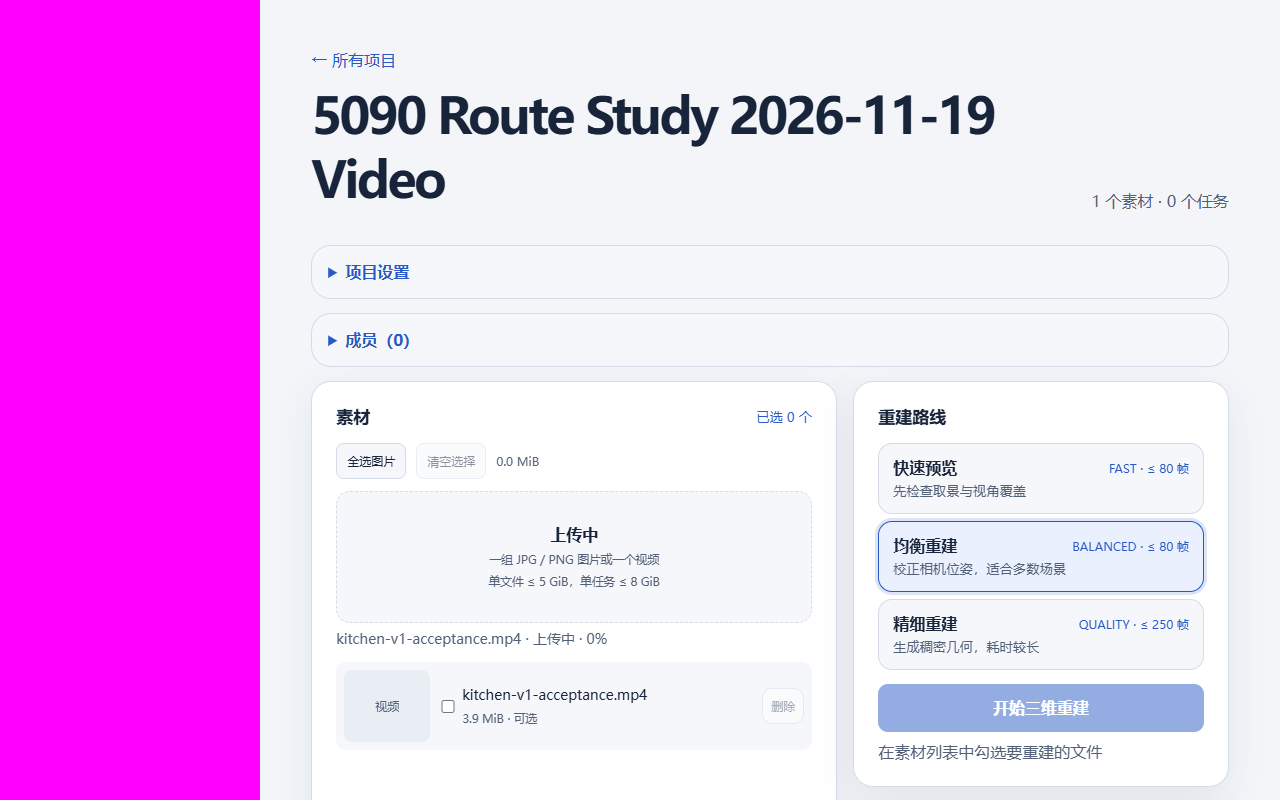 ← 所有项目
5090 Route Study 2026-11-19
Video
1 个素材 · 0 个任务
▶ 项目设置
▶ 成员（0）
素材
已选 0 个
全选图片
清空选择
0.0 MiB
上传中
一组 JPG / PNG 图片或一个视频
单文件 ≤ 5 GiB，单任务 ≤ 8 GiB
kitchen-v1-acceptance.mp4 · 上传中 · 0%
视频
kitchen-v1-acceptance.mp4
3.9 MiB · 可选
删除
重建路线
快速预览
FAST · ≤ 80 帧
先检查取景与视角覆盖
均衡重建
BALANCED · ≤ 80 帧
校正相机位姿，适合多数场景
精细重建
QUALITY · ≤ 250 帧
生成稠密几何，耗时较长
开始三维重建
在素材列表中勾选要重建的文件